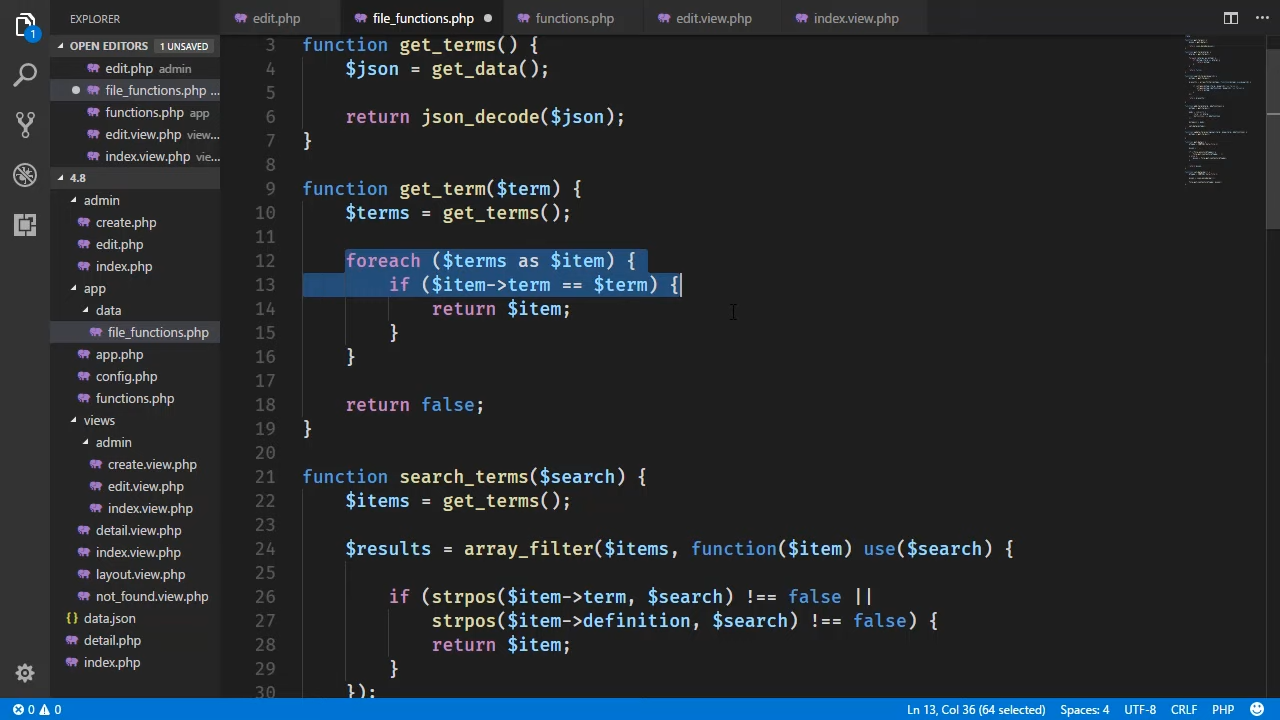 EXPLORER
edit.php
file_functions.php
functions.php
edit.view.php
index.view.php
1
OPEN EDITORS 1 UNSAVED
edit.php admin
file_functions.php ...
functions.php app
edit.view.php view...
index.view.php vie...
4.8
admin
create.php
edit.php
index.php
app
data
file_functions.php
app.php
config.php
functions.php
views
admin
create.view.php
edit.view.php
index.view.php
detail.view.php
index.view.php
layout.view.php
not_found.view.php
{} data.json
detail.php
index.php
3 function get_terms() {
4 $json = get_data();
5
6 return json_decode($json);
7 }
8
9 function get_term($term) {
10 $terms = get_terms();
11
12 foreach ($terms as $item) {
13 if ($item->term == $term) {
14 return $item;
15 }
16 }
17
18 return false;
19 }
20
21 function search_terms($search) {
22 $items = get_terms();
23
24 $results = array_filter($items, function($item) use($search) {
25
26 if (strpos($item->term, $search) !== false ||
27 strpos($item->definition, $search) !== false) {
28 return $item;
29 }
30 });
0 0
Ln 13, Col 36 (64 selected) Spaces: 4 UTF-8 CRLF PHP